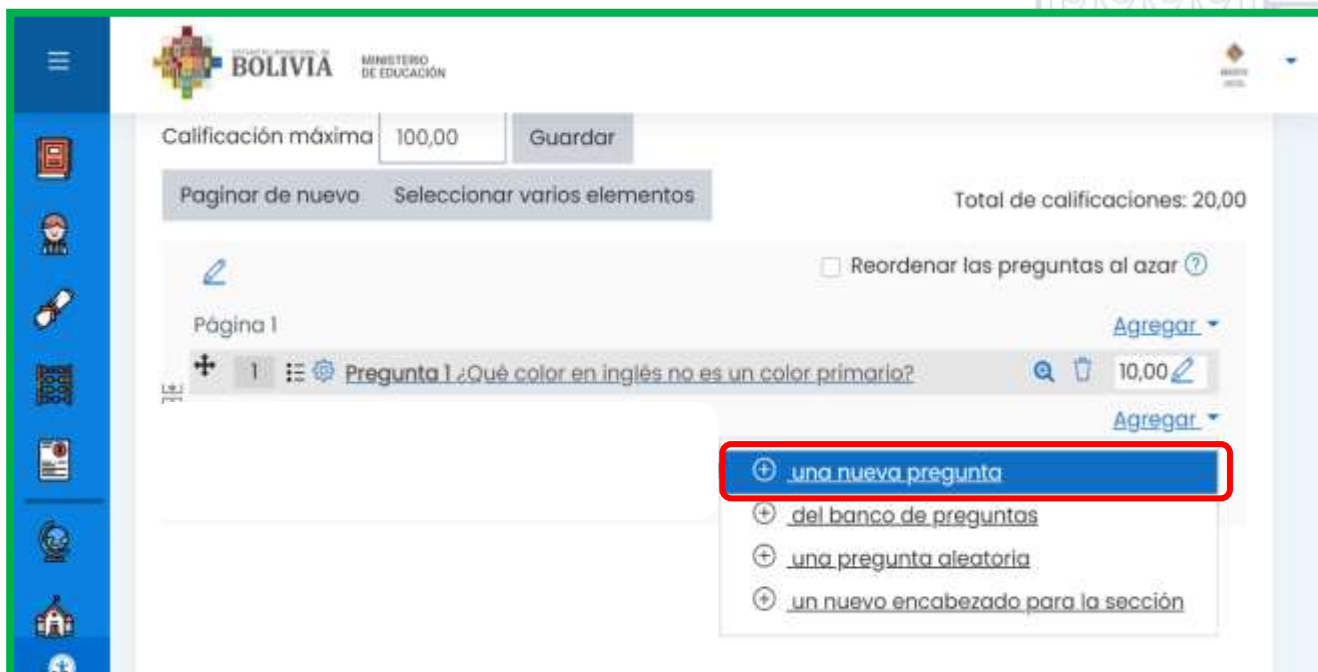 BOLIVIA
MINISTERIO
DE EDUCACIÓN
Calificación máxima 100,00 Guardar
Paginar de nuevo Seleccionar varios elementos
Total de calificaciones: 20,00
Reordenar las preguntas al azar
Página 1
Agregar
1 Pregunta 1 ¿Qué color en inglés no es un color primario? 10,00
Agregar
una nueva pregunta
del banco de preguntas
una pregunta aleatoria
un nuevo encabezado para la sección